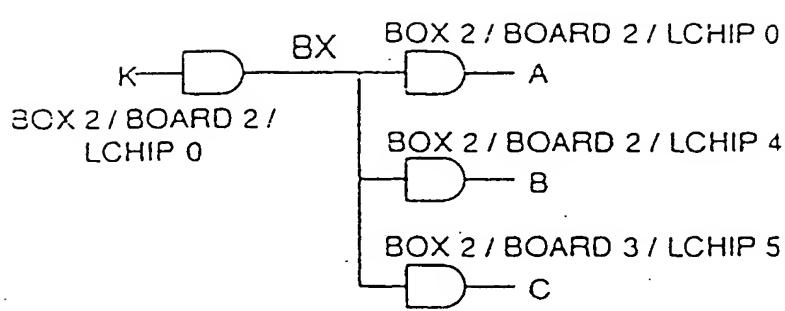 BX
BOX 2 / BOARD 2 / LCHIP 0
K
A
BOX 2 / BOARD 2 /
LCHIP 0
BOX 2 / BOARD 2 / LCHIP 4
B
BOX 2 / BOARD 3 / LCHIP 5
C